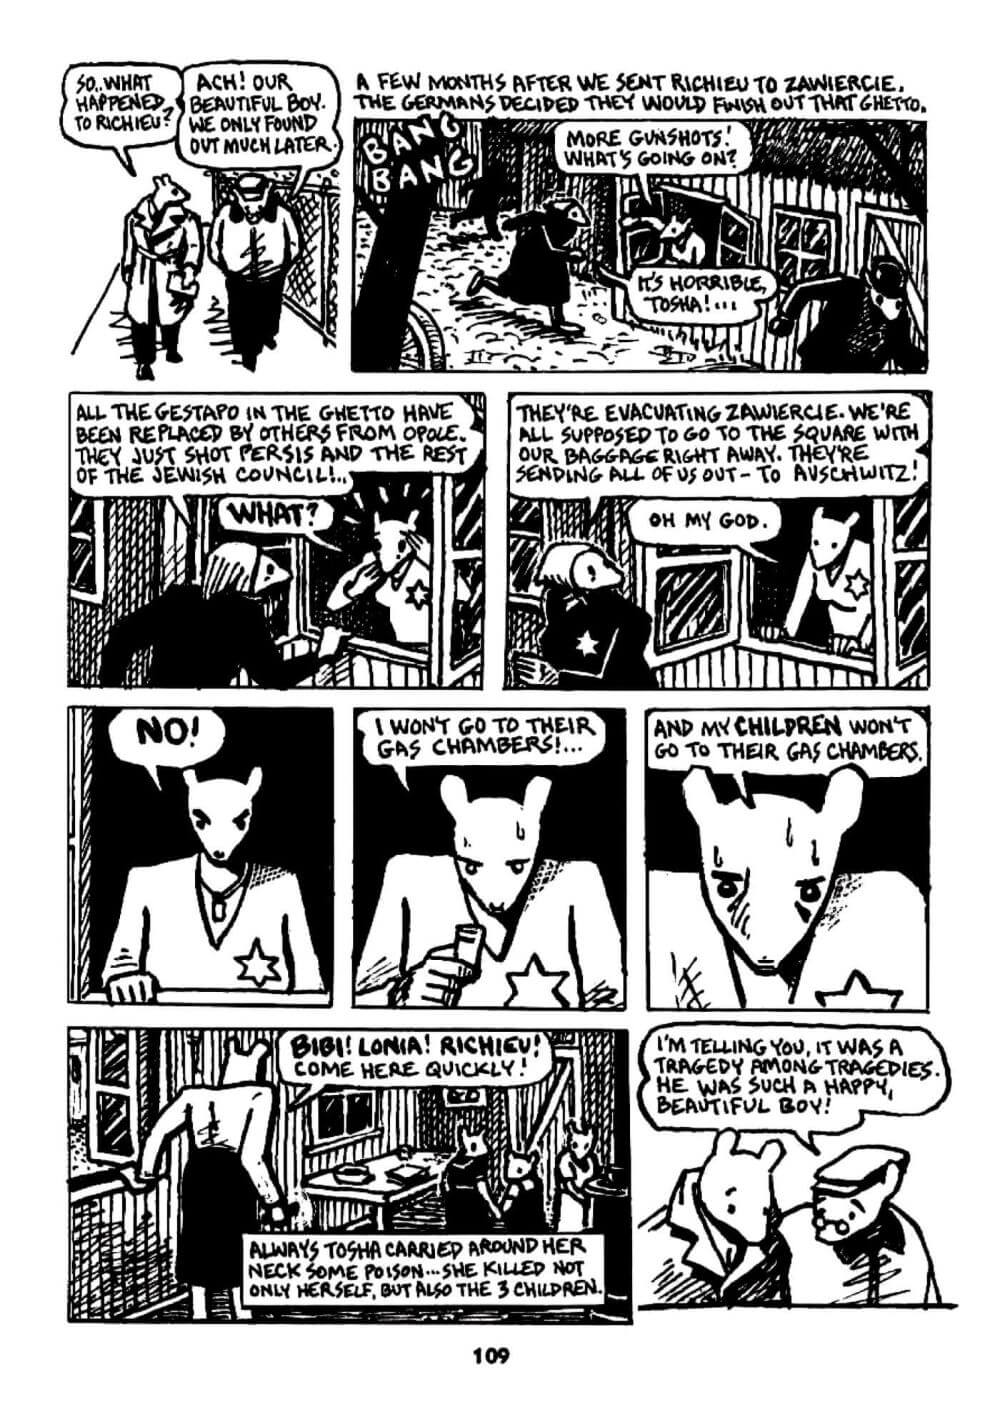 SO..WHAT
HAPPENED
TO RICHIEU?
ACH! OUR
BEAUTIFUL BOY.
WE ONLY FOUND
OUT MUCH LATER.
A FEW MONTHS AFTER WE SENT RICHIEU TO ZAWIERCIE.
THE GERMANS DECIDED THEY WOULD FINISH OUT THAT GHETTO.
BANG
BANG
MORE GUNSHOTS!
WHAT'S GOING ON?
IT'S HORRIBLE,
TOSHA!...
ALL THE GESTAPO IN THE GHETTO HAVE
BEEN REPLACED BY OTHERS FROM OPOLE.
THEY JUST SHOT PERSIS AND THE REST
OF THE JEWISH COUNCIL!..
WHAT?
THEY'RE EVACUATING ZAWIERCIE. WE'RE
ALL SUPPOSED TO GO TO THE SQUARE WITH
OUR BAGGAGE RIGHT AWAY. THEY'RE
SENDING ALL OF US OUT – TO AUSCHWITZ!
OH MY GOD.
NO!
I WON'T GO TO THEIR
GAS CHAMBERS!...
AND MY CHILDREN WON'T
GO TO THEIR GAS CHAMBERS.
BIBI! LONIA! RICHIEU!
COME HERE QUICKLY!
ALWAYS TOSHA CARRIED AROUND HER
NECK SOME POISON...SHE KILLED NOT
ONLY HERSELF, BUT ALSO THE 3 CHILDREN.
I'M TELLING YOU, IT WAS A
TRAGEDY AMONG TRAGEDIES.
HE WAS SUCH A HAPPY,
BEAUTIFUL BOY!
109